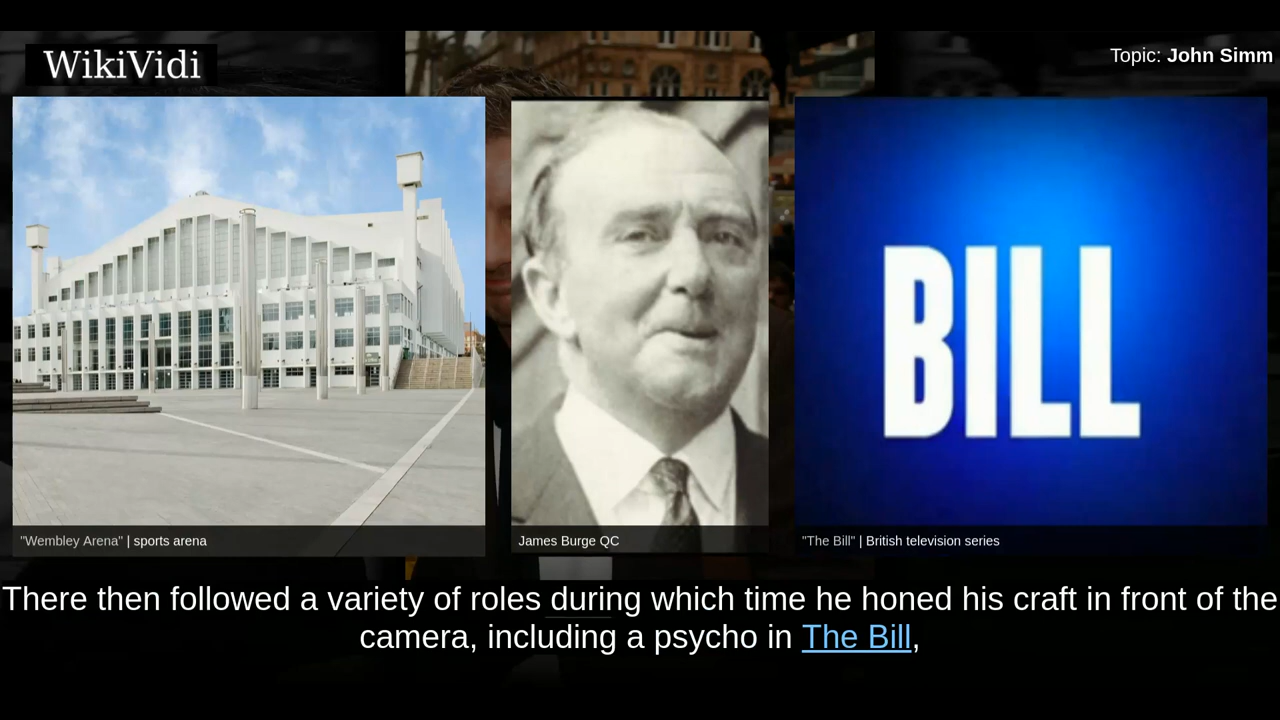 WikiVidi
Topic: John Simm
BILL
"Wembley Arena" | sports arena
James Burge QC
"The Bill" | British television series
There then followed a variety of roles during which time he honed his craft in front of the
camera, including a psycho in The Bill,